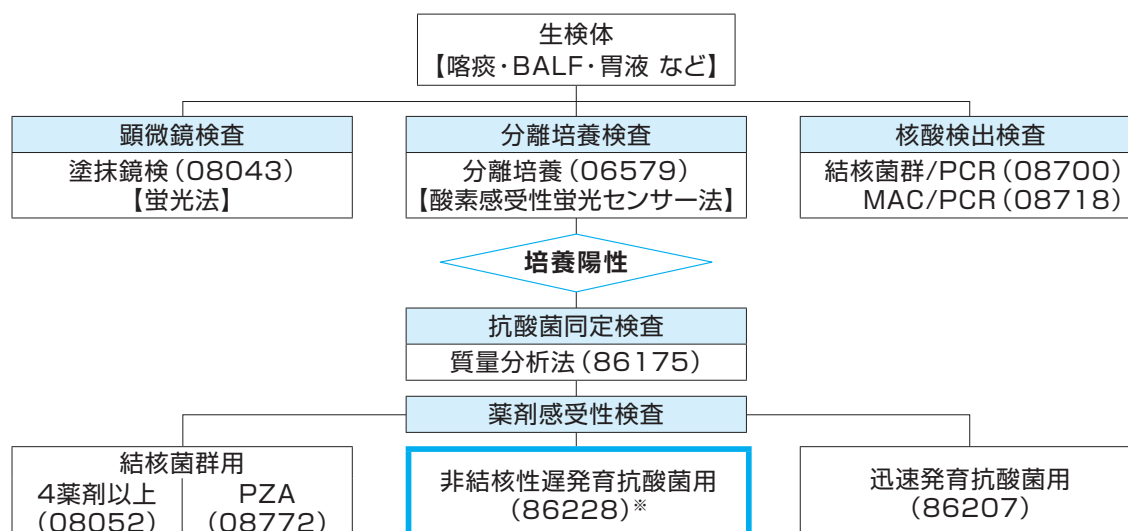 生検体
【喀痰・BALF・胃液 など】
顕微鏡検査
塗抹鏡検(08043)
【蛍光法】
分離培養検査
分離培養(06579)
【酸素感受性蛍光センサー法】
核酸検出検査
結核菌群/PCR(08700)
MAC/PCR(08718)
培養陽性
抗酸菌同定検査
質量分析法(86175)
薬剤感受性検査
結核菌群用
4薬剤以上
(08052)
PZA
(08772)
非結核性遅発育抗酸菌用
(86228)※
迅速発育抗酸菌用
(86207)